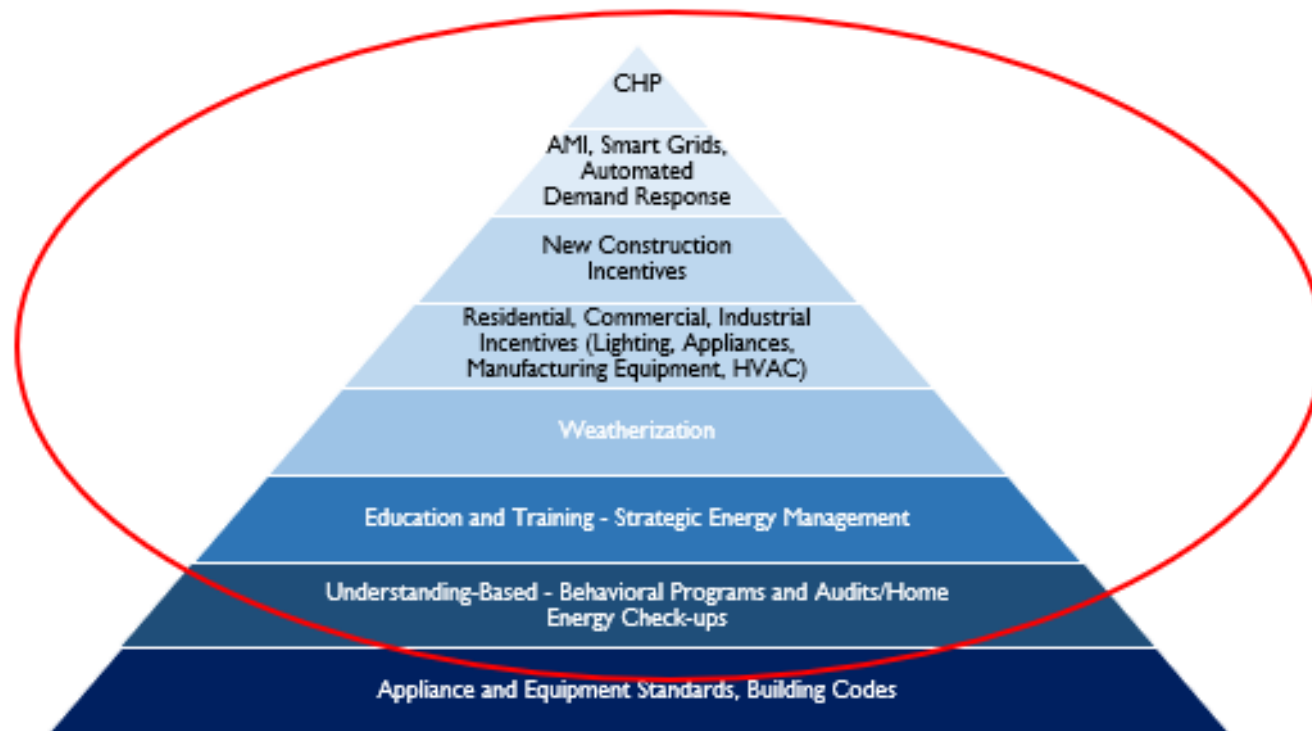 CHP
AMI, Smart Grids,
Automated
Demand Response
New Construction
Incentives
Residential, Commercial, Industrial
Incentives (Lighting, Appliances,
Manufacturing Equipment, HVAC)
Weatherization
Education and Training - Strategic Energy Management
Understanding-Based - Behavioral Programs and Audits/Home
Energy Check-ups
Appliance and Equipment Standards, Building Codes